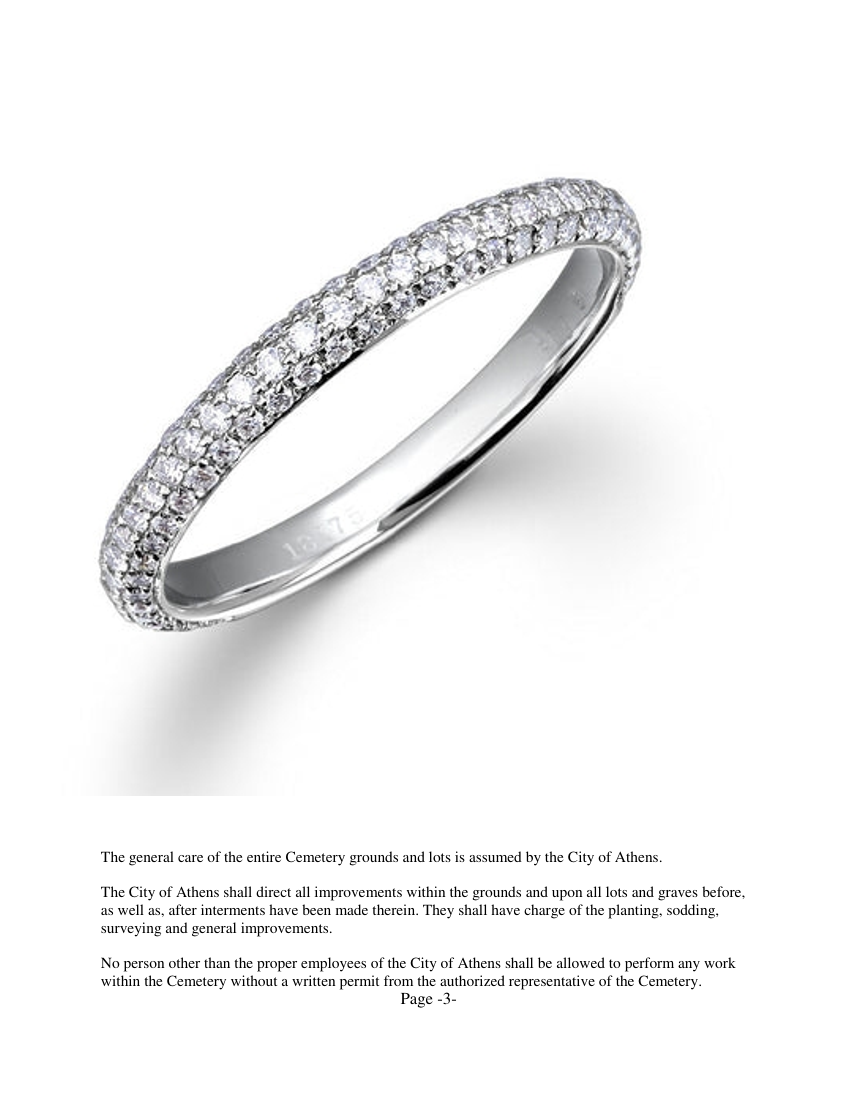 The general care of the entire Cemetery grounds and lots is assumed by the City of Athens.
The City of Athens shall direct all improvements within the grounds and upon all lots and graves before,
as well as, after interments have been made therein. They shall have charge of the planting, sodding,
surveying and general improvements.
No person other than the proper employees of the City of Athens shall be allowed to perform any work
within the Cemetery without a written permit from the authorized representative of the Cemetery.
Page -3-